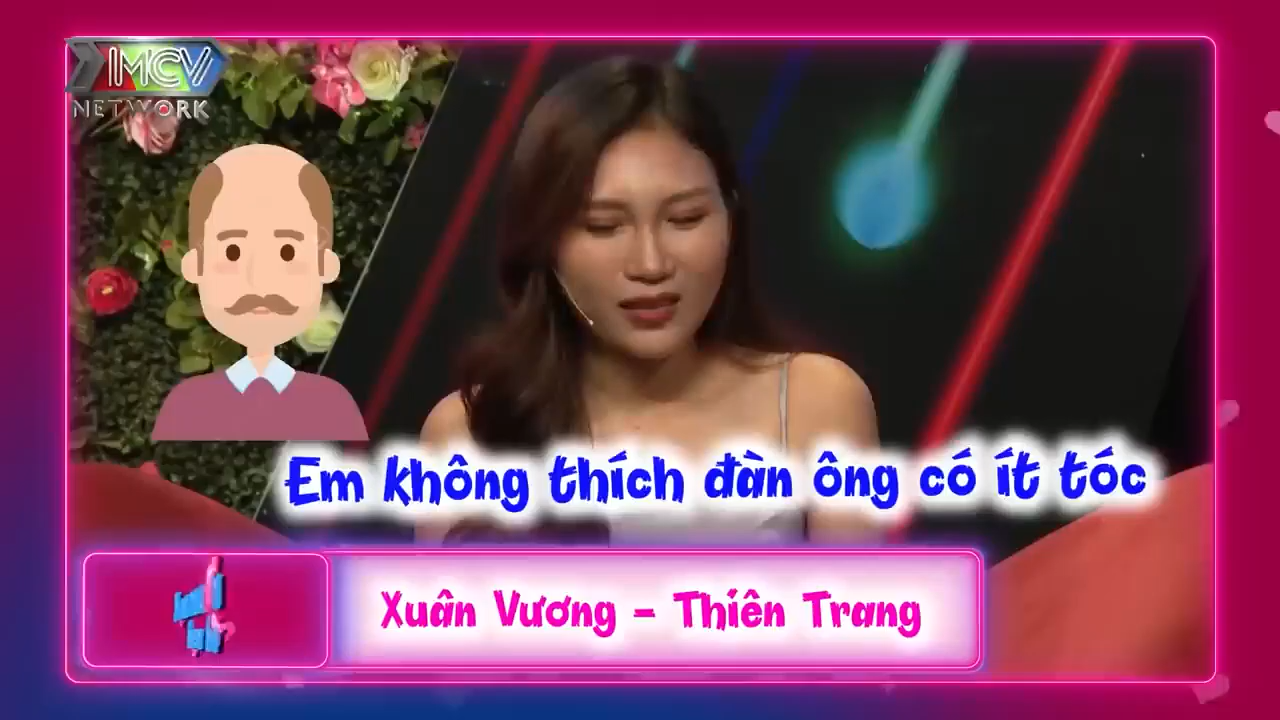 MCV
NETWORK
Em không thích đàn ông có ít tóc
Xuân Vương - Thiên Trang